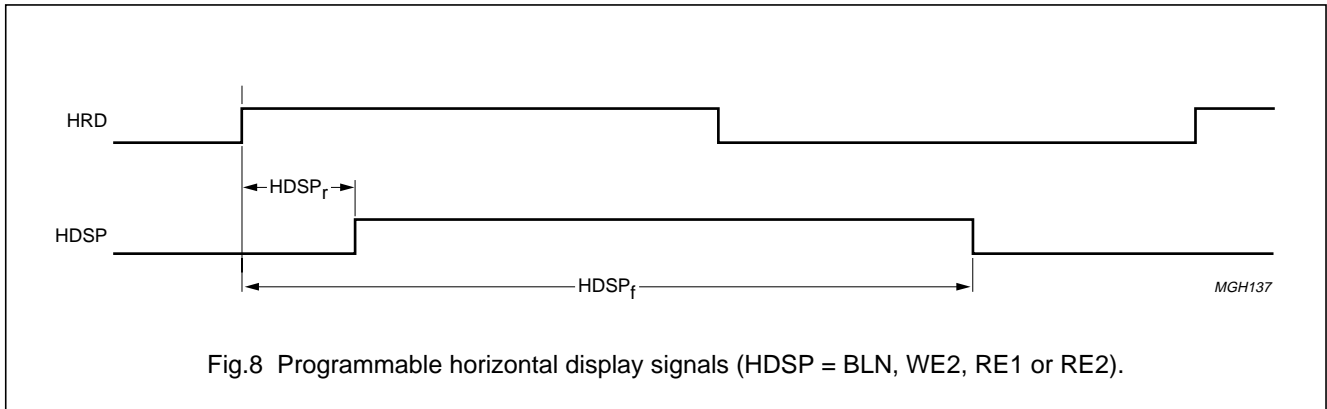 HRD
HDSPr
HDSP
HDSPf
MGH137
Fig.8 Programmable horizontal display signals (HDSP = BLN, WE2, RE1 or RE2).